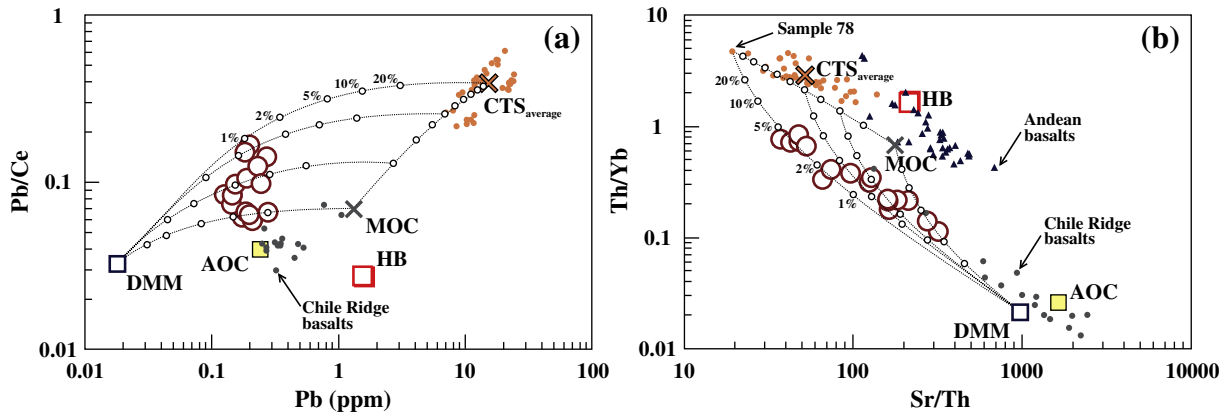 1
0.1
0.01
Pb/Ce
0.01
0.1
1
10
100
Pb (ppm)
(a)
1%
2%
5%
10%
20%
CTSaverage
MOC
HB
AOC
DMM
Chile Ridge
basalts
10
1
0.1
0.01
Th/Yb
10
100
1000
10000
Sr/Th
(b)
Sample 78
CTSaverage
HB
Andean
basalts
MOC
20%
10%
5%
2%
1%
Chile Ridge
basalts
AOC
DMM